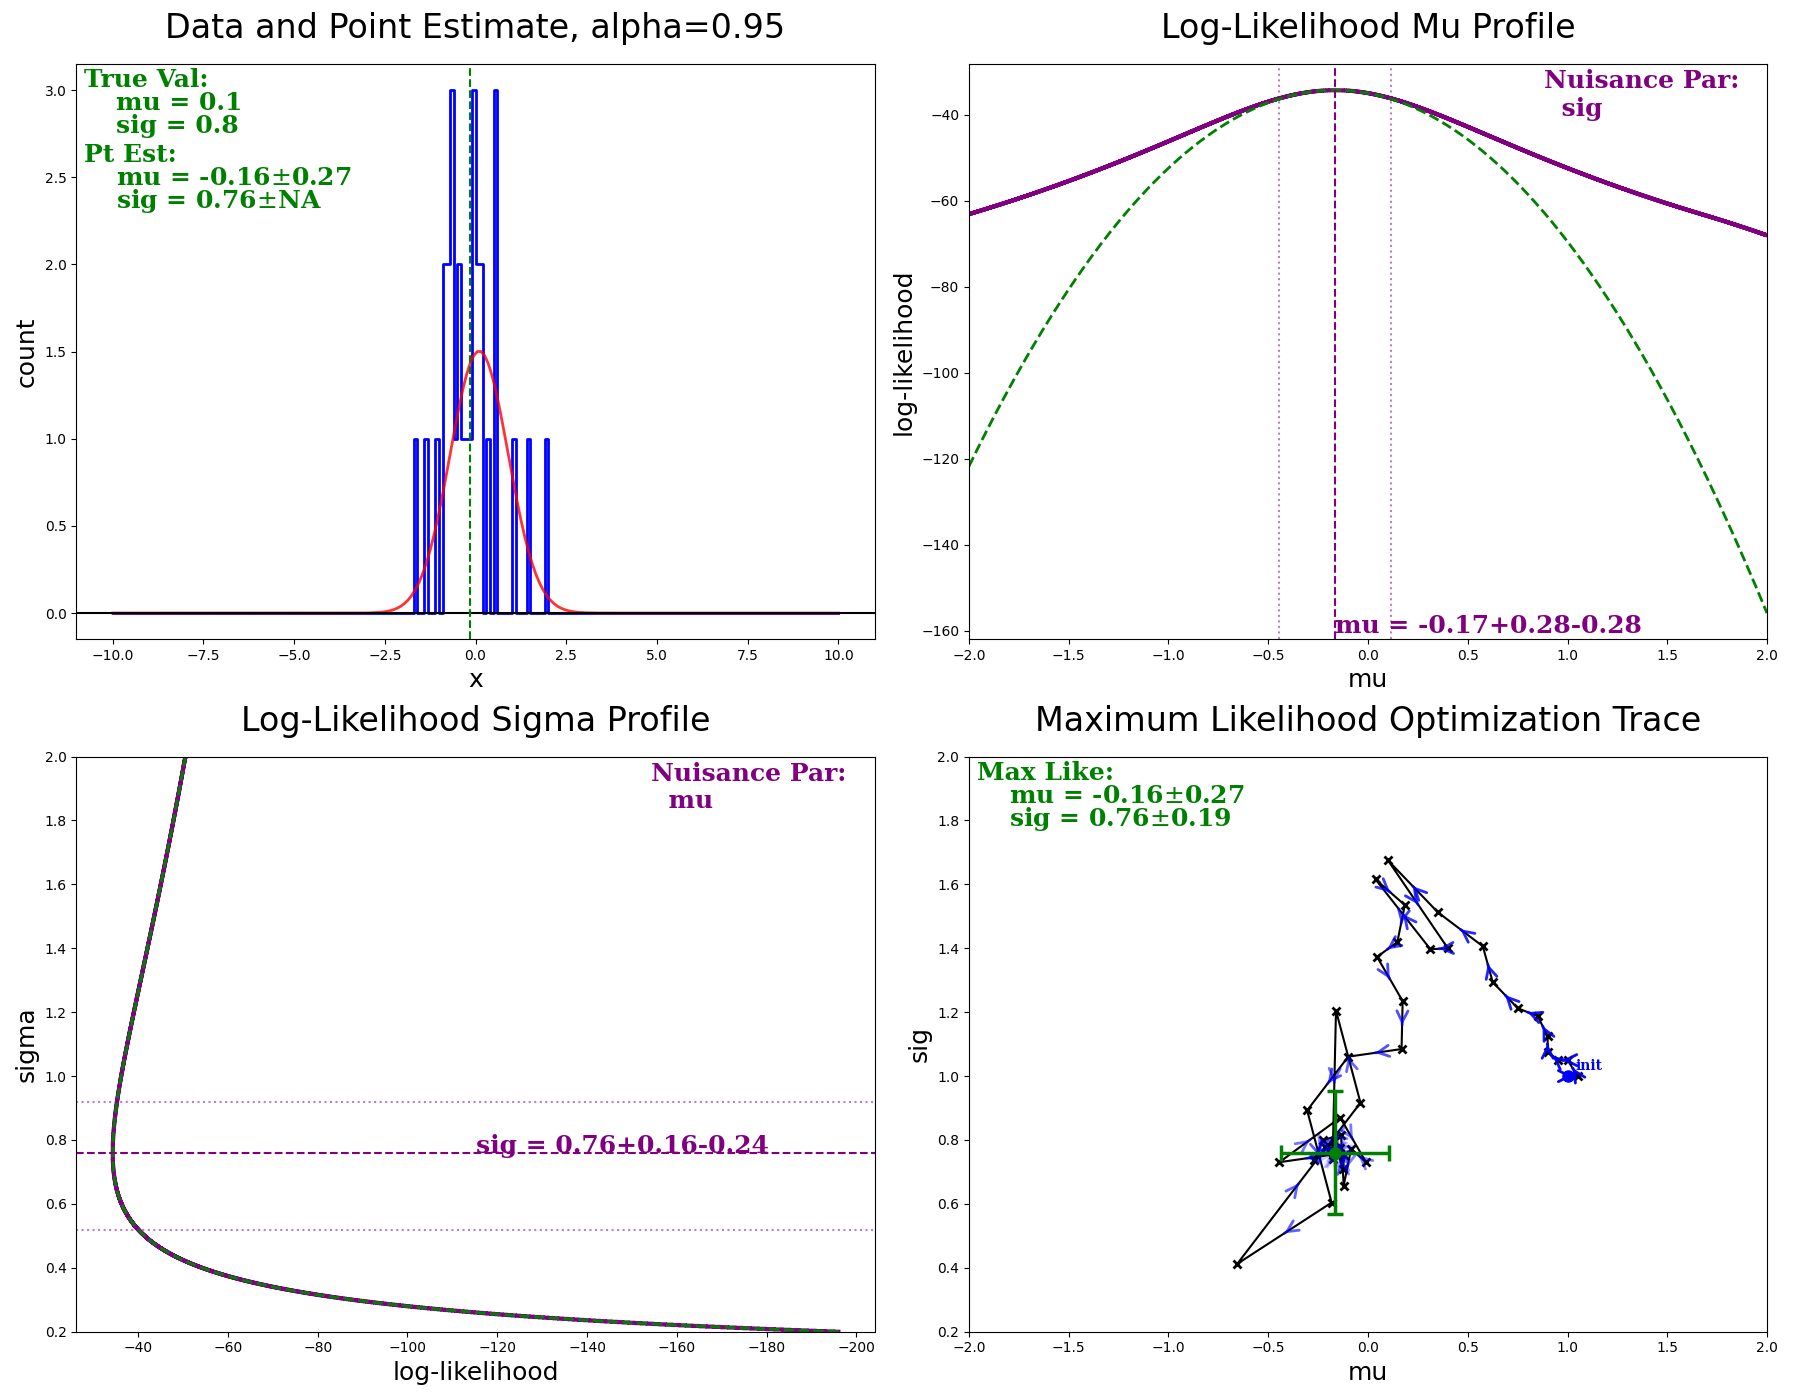 Data and Point Estimate, alpha=0.95
True Val:
mu = 0.1
sig = 0.8
Pt Est:
mu = -0.16±0.27
sig = 0.76±NA
3.0
2.5
2.0
1.5
1.0
0.5
0.0
count
−10.0 −7.5 −5.0 −2.5 0.0 2.5 5.0 7.5 10.0
x
Log-Likelihood Mu Profile
Nuisance Par:
sig
−40
−60
−80
−100
−120
−140
−160
log-likelihood
mu = -0.17+0.28-0.28
−2.0 −1.5 −1.0 −0.5 0.0 0.5 1.0 1.5 2.0
mu
Log-Likelihood Sigma Profile
Nuisance Par:
mu
2.0
1.8
1.6
1.4
1.2
1.0
0.8
0.6
0.4
0.2
sigma
sig = 0.76+0.16-0.24
−40 −60 −80 −100 −120 −140 −160 −180 −200
log-likelihood
Maximum Likelihood Optimization Trace
Max Like:
mu = -0.16±0.27
sig = 0.76±0.19
2.0
1.8
1.6
1.4
1.2
1.0
0.8
0.6
0.4
0.2
sig
init
−2.0 −1.5 −1.0 −0.5 0.0 0.5 1.0 1.5 2.0
mu